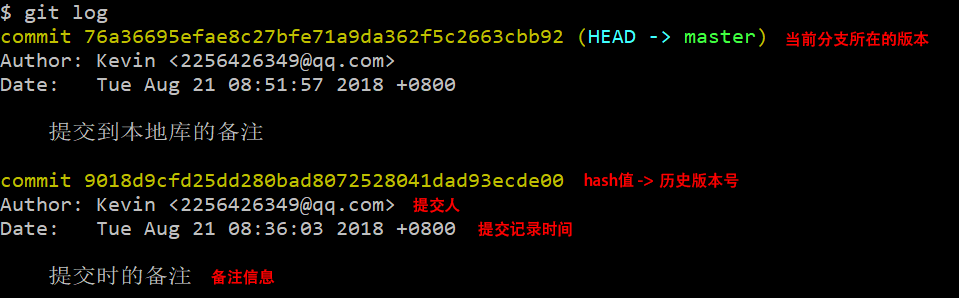 $ git log
commit 76a36695efae8c27bfe71a9da362f5c2663cbb92 (HEAD -> master) 当前分支所在的版本
Author: Kevin <2256426349@qq.com>
Date:   Tue Aug 21 08:51:57 2018 +0800
提交到本地库的备注
commit 9018d9cfd25dd280bad8072528041dad93ecde00 hash值 -> 历史版本号
Author: Kevin <2256426349@qq.com> 提交人
Date:   Tue Aug 21 08:36:03 2018 +0800 提交记录时间
提交时的备注 备注信息